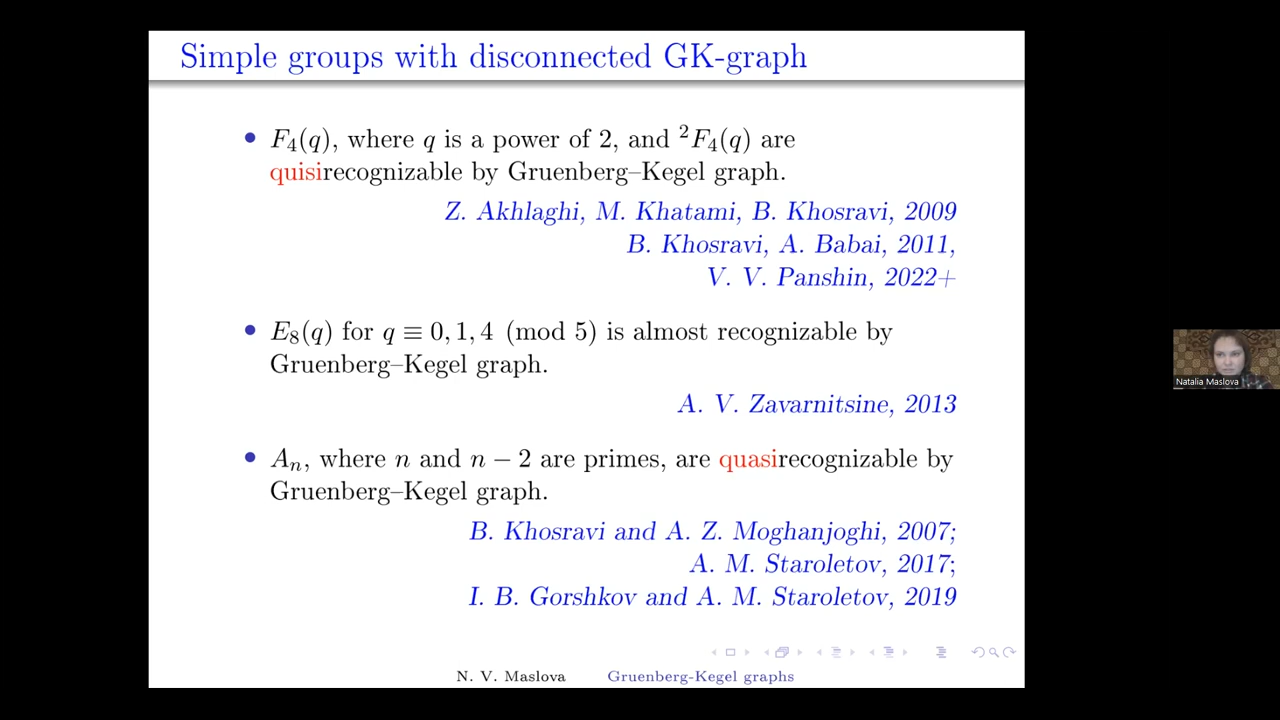 Simple groups with disconnected GK-graph
• F₄(q), where q is a power of 2, and ²F₄(q) are
quisirecognizable by Gruenberg–Kegel graph.
Z. Akhlaghi, M. Khatami, B. Khosravi, 2009
B. Khosravi, A. Babai, 2011,
V. V. Panshin, 2022+
• E₈(q) for q ≡ 0, 1, 4 (mod 5) is almost recognizable by
Gruenberg–Kegel graph.
A. V. Zavarnitsine, 2013
• Aₙ, where n and n − 2 are primes, are quasirecognizable by
Gruenberg–Kegel graph.
B. Khosravi and A. Z. Moghanjoghi, 2007;
A. M. Staroletov, 2017;
I. B. Gorshkov and A. M. Staroletov, 2019
N. V. Maslova Gruenberg-Kegel graphs
Natalia Maslova